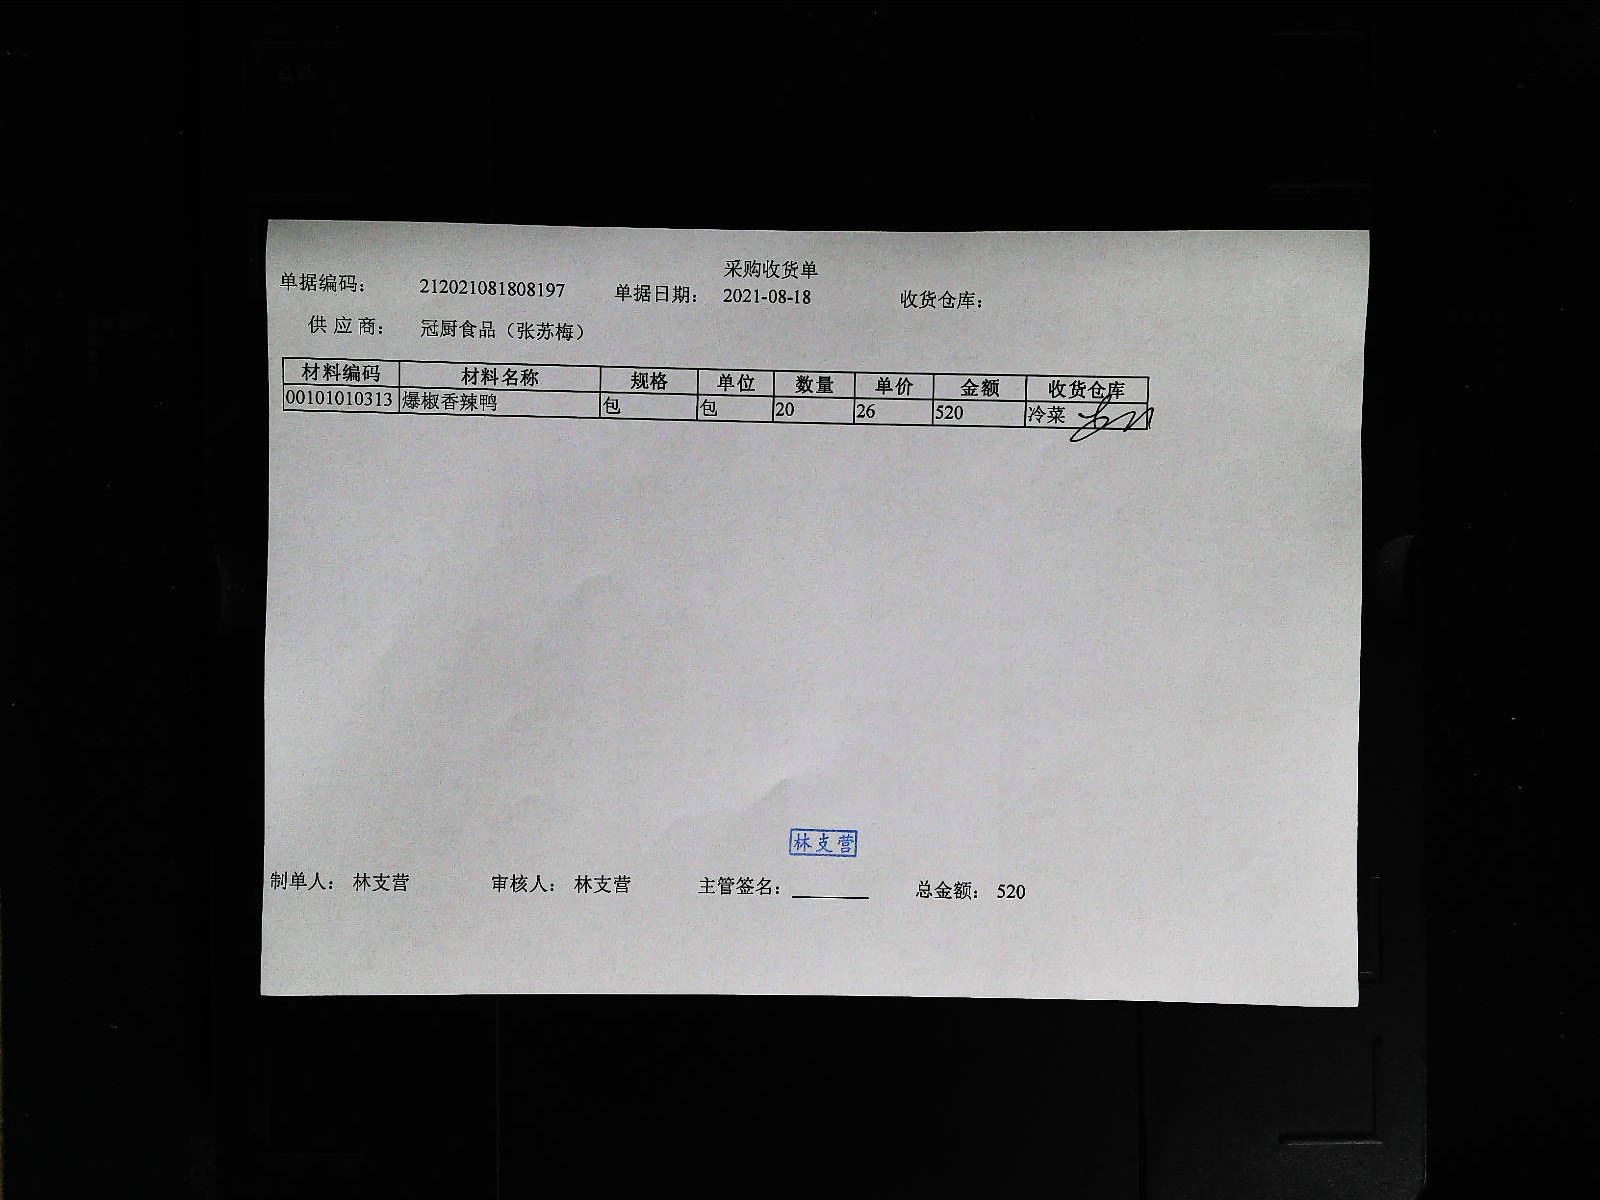 采购收货单
单据编码： 212021081808197 单据日期： 2021-08-18 收货仓库：
供 应 商： 冠厨食品（张苏梅）
材料编码 材料名称 规格 单位 数量 单价 金额 收货仓库
00101010313 爆椒香辣鸭 包 包 20 26 520 冷菜
林支营
制单人： 林支营 审核人： 林支营 主管签名： 总金额： 520